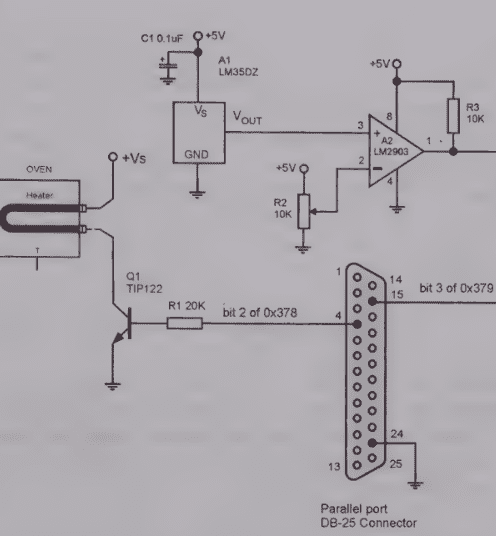 C1 0.1uF
+5V
A1
LM35DZ
VS
VOUT
GND
+5V
R3
10K
8
3
+
A2
LM2903
1
2
-
4
+5V
R2
10K
OVEN
Heater
T
+Vs
Q1
TIP122
R1 20K
bit 2 of 0x378
1
14
15
bit 3 of 0x379
4
24
13
25
Parallel port
DB-25 Connector